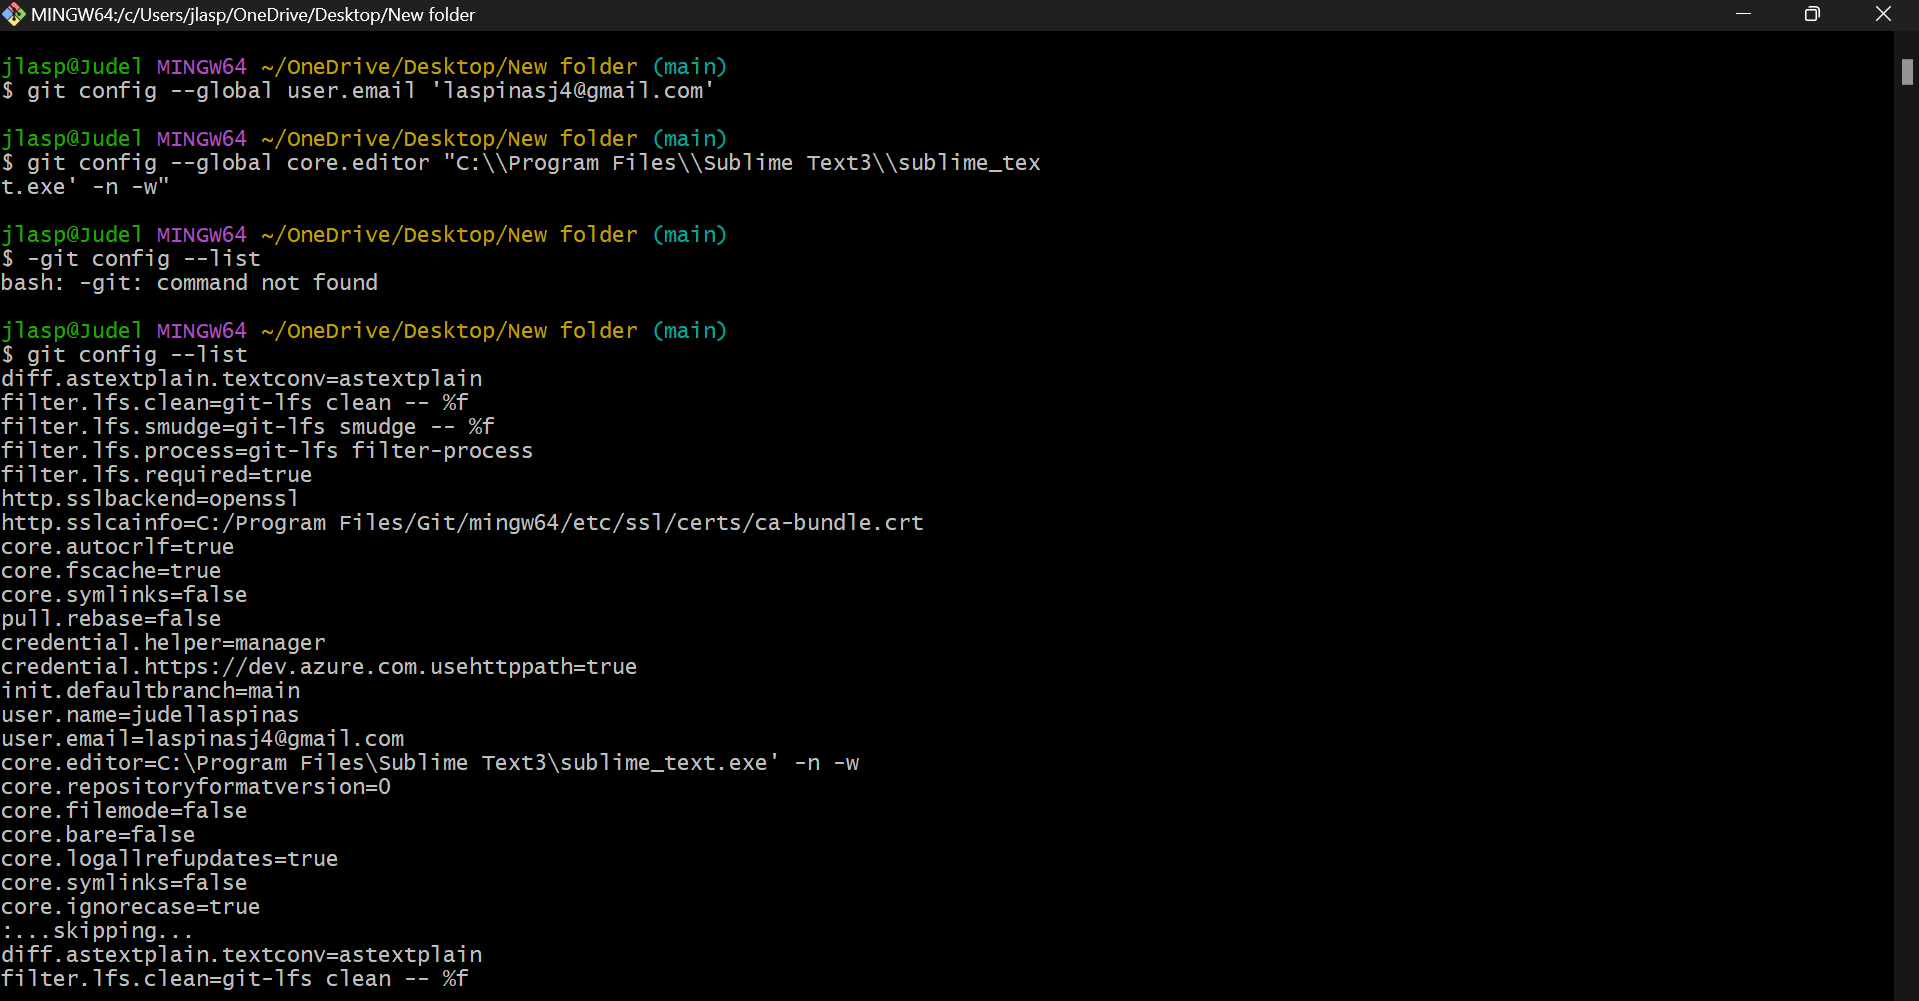 MINGW64:/c/Users/jlasp/OneDrive/Desktop/New folder
jlasp@Judel MINGW64 ~/OneDrive/Desktop/New folder (main)
$ git config --global user.email 'laspinasj4@gmail.com'
jlasp@Judel MINGW64 ~/OneDrive/Desktop/New folder (main)
$ git config --global core.editor "C:\\Program Files\\Sublime Text3\\sublime_tex
t.exe' -n -w"
jlasp@Judel MINGW64 ~/OneDrive/Desktop/New folder (main)
$ -git config --list
bash: -git: command not found
jlasp@Judel MINGW64 ~/OneDrive/Desktop/New folder (main)
$ git config --list
diff.astextplain.textconv=astextplain
filter.lfs.clean=git-lfs clean -- %f
filter.lfs.smudge=git-lfs smudge -- %f
filter.lfs.process=git-lfs filter-process
filter.lfs.required=true
http.sslbackend=openssl
http.sslcainfo=C:/Program Files/Git/mingw64/etc/ssl/certs/ca-bundle.crt
core.autocrlf=true
core.fscache=true
core.symlinks=false
pull.rebase=false
credential.helper=manager
credential.https://dev.azure.com.usehttppath=true
init.defaultbranch=main
user.name=judellaspinas
user.email=laspinasj4@gmail.com
core.editor=C:\Program Files\Sublime Text3\sublime_text.exe' -n -w
core.repositoryformatversion=0
core.filemode=false
core.bare=false
core.logallrefupdates=true
core.symlinks=false
core.ignorecase=true
:...skipping...
diff.astextplain.textconv=astextplain
filter.lfs.clean=git-lfs clean -- %f